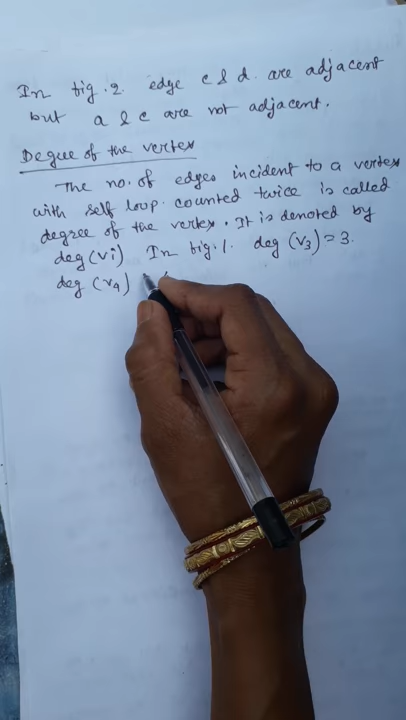 In fig.2. edge c & d are adjacent
but a & c are not adjacent.
Degree of the vertex
The no. of edges incident to a vertex
with self loop counted twice is called
degree of the vertex. It is denoted by
deg (vi) In fig.1. deg (v3) = 3.
deg (v4)